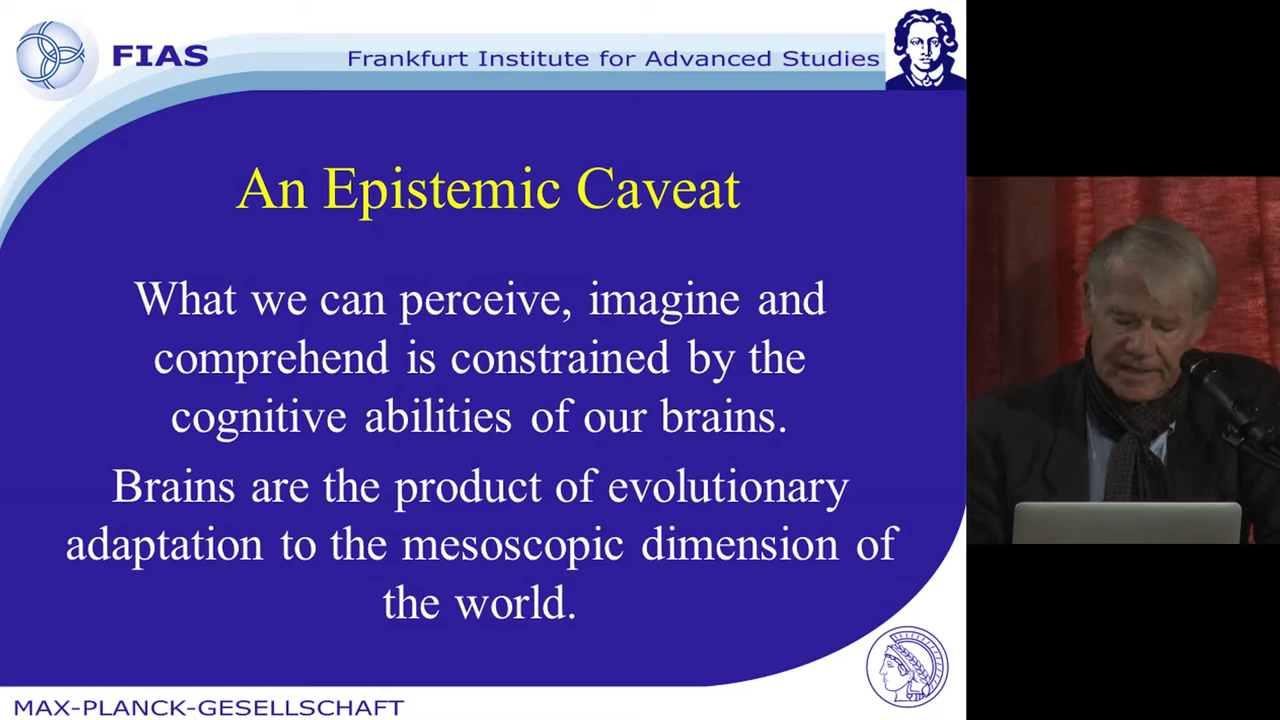 FIAS
Frankfurt Institute for Advanced Studies
An Epistemic Caveat
What we can perceive, imagine and
comprehend is constrained by the
cognitive abilities of our brains.
Brains are the product of evolutionary
adaptation to the mesoscopic dimension of
the world.
MAX-PLANCK-GESELLSCHAFT